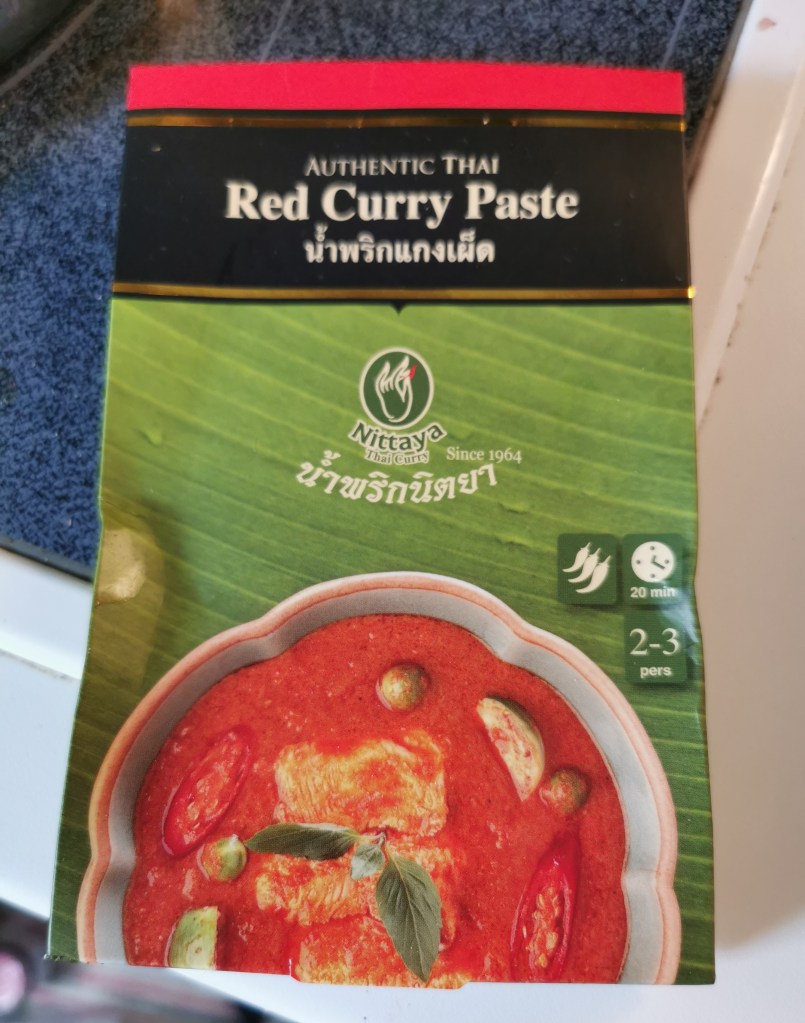 AUTHENTIC THAI
Red Curry Paste
น้ำพริกแกงเผ็ด
Nittaya
Thai Curry
Since 1964
น้ำพริกนิตยา
20 min
2-3
pers